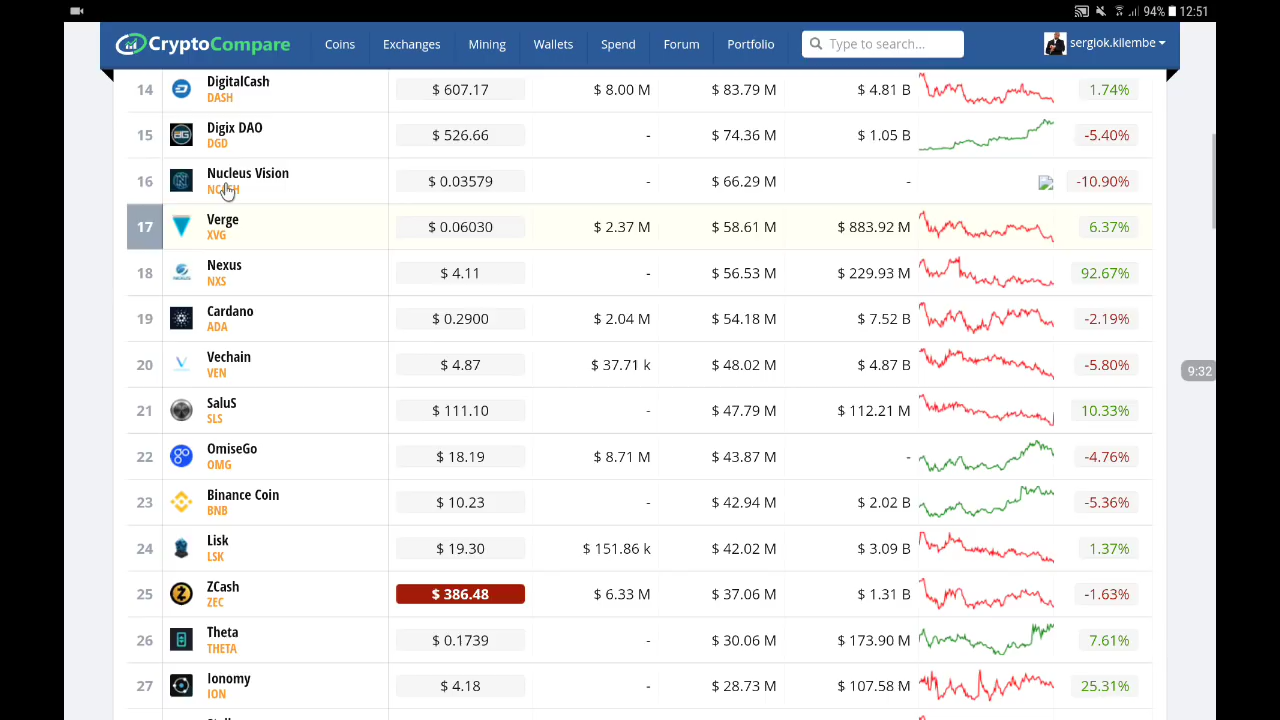 94% 12:51
CryptoCompare Coins Exchanges Mining Wallets Spend Forum Portfolio Type to search... sergiok.kilembe
14 DigitalCash DASH $ 607.17 $ 8.00 M $ 83.79 M $ 4.81 B 1.74%
15 Digix DAO DGD $ 526.66 - $ 74.36 M $ 1.05 B -5.40%
16 Nucleus Vision $ 0.03579 - $ 66.29 M - -10.90%
17 Verge XVG $ 0.06030 $ 2.37 M $ 58.61 M $ 883.92 M 6.37%
18 Nexus NXS $ 4.11 - $ 56.53 M $ 229.93 M 92.67%
19 Cardano ADA $ 0.2900 $ 2.04 M $ 54.18 M $ 7.52 B -2.19%
20 Vechain VEN $ 4.87 $ 37.71 k $ 48.02 M $ 4.87 B -5.80%
9:32
21 SaluS SLS $ 111.10 - $ 47.79 M $ 112.21 M 10.33%
22 OmiseGo OMG $ 18.19 $ 8.71 M $ 43.87 M - -4.76%
23 Binance Coin BNB $ 10.23 - $ 42.94 M $ 2.02 B -5.36%
24 Lisk LSK $ 19.30 $ 151.86 k $ 42.02 M $ 2.09 B 1.37%
25 ZCash ZEC $ 386.48 $ 6.33 M $ 37.06 M $ 1.31 B -1.63%
26 Theta THETA $ 0.1739 - $ 30.06 M $ 173.90 M 7.61%
27 Ionomy ION - $ 28.73 M $ 107.58 M 25.31%